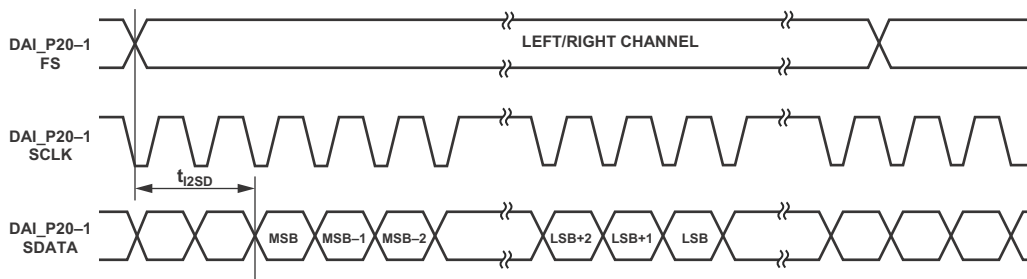 DAI_P20–1
FS
LEFT/RIGHT CHANNEL
DAI_P20–1
SCLK
tI2SD
DAI_P20–1
SDATA
MSB
MSB–1
MSB–2
LSB+2
LSB+1
LSB